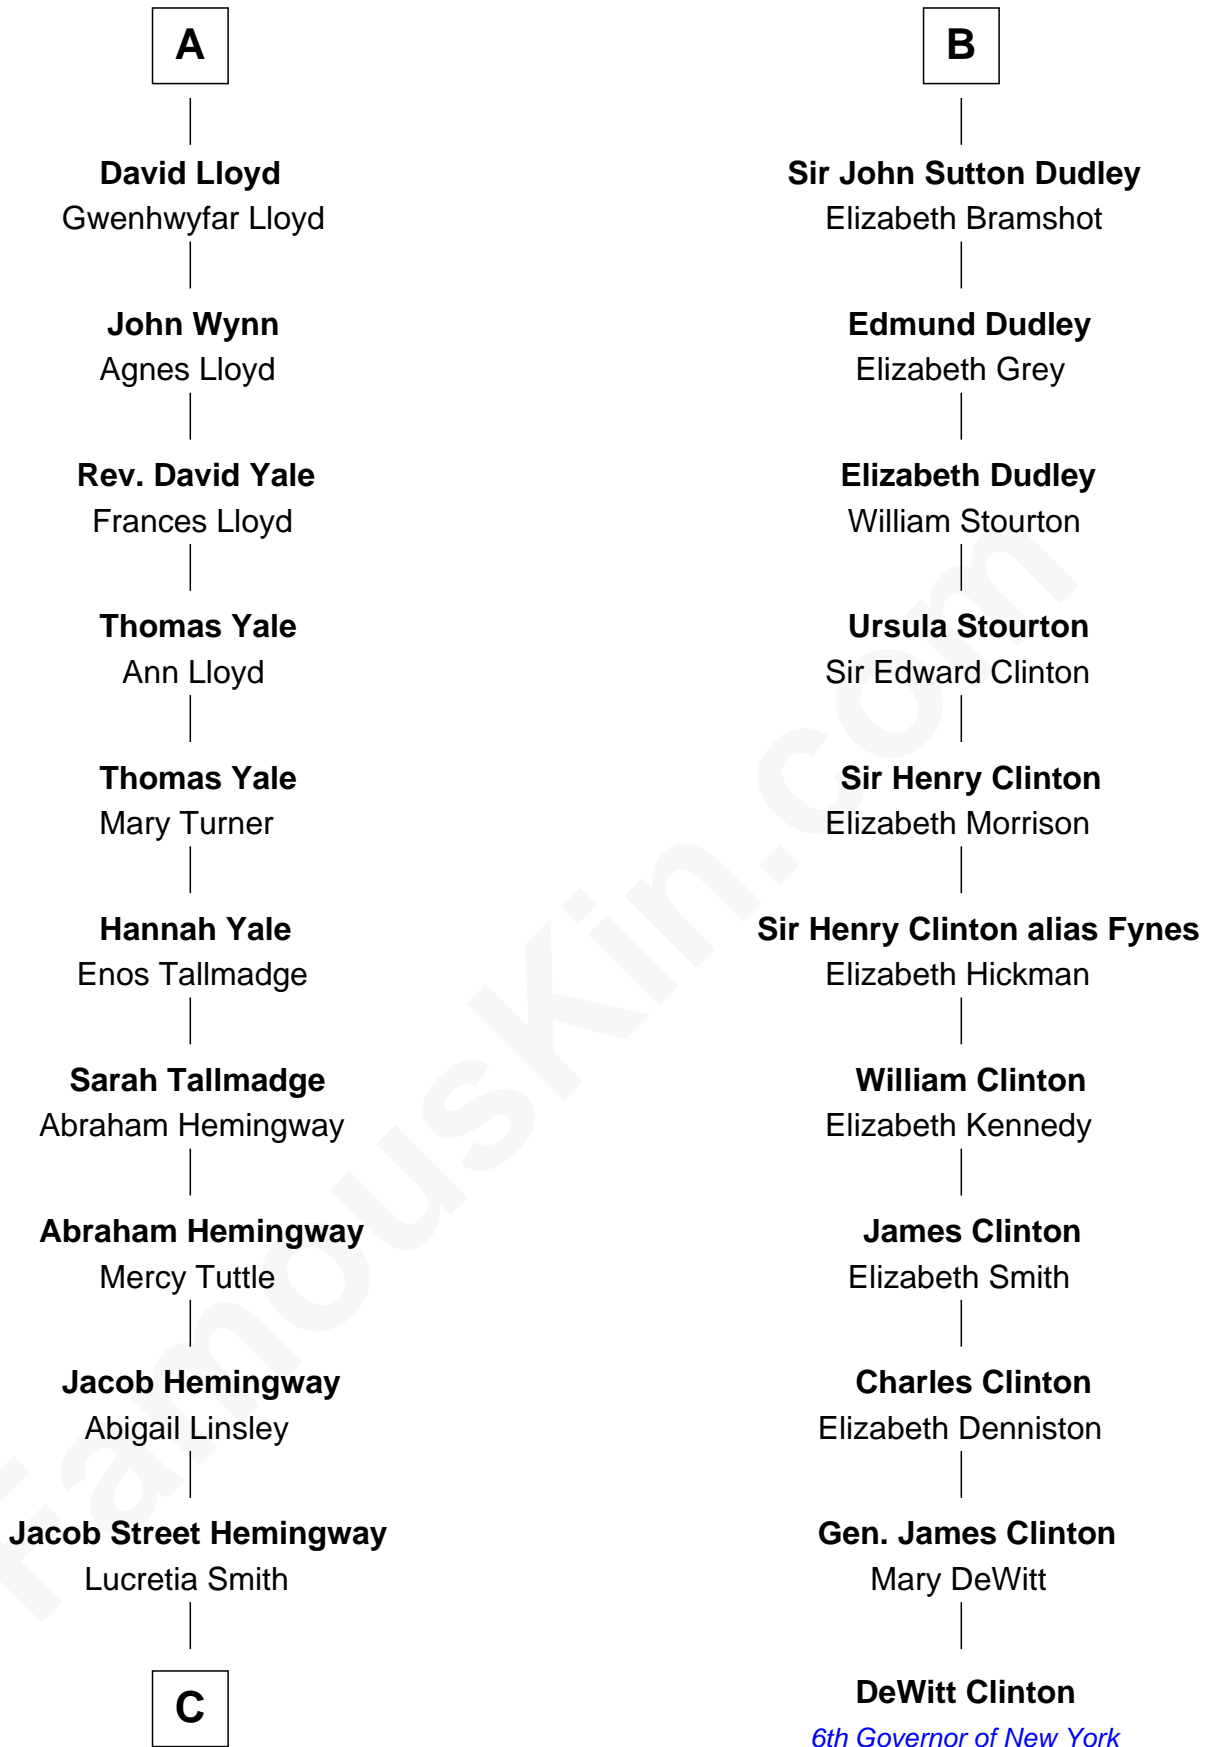 A
David Lloyd
Gwenhwyfar Lloyd
John Wynn
Agnes Lloyd
Rev. David Yale
Frances Lloyd
Thomas Yale
Ann Lloyd
Thomas Yale
Mary Turner
Hannah Yale
Enos Tallmadge
Sarah Tallmadge
Abraham Hemingway
Abraham Hemingway
Mercy Tuttle
Jacob Hemingway
Abigail Linsley
Jacob Street Hemingway
Lucretia Smith
C
B
Sir John Sutton Dudley
Elizabeth Bramshot
Edmund Dudley
Elizabeth Grey
Elizabeth Dudley
William Stourton
Ursula Stourton
Sir Edward Clinton
Sir Henry Clinton
Elizabeth Morrison
Sir Henry Clinton alias Fynes
Elizabeth Hickman
William Clinton
Elizabeth Kennedy
James Clinton
Elizabeth Smith
Charles Clinton
Elizabeth Denniston
Gen. James Clinton
Mary DeWitt
DeWitt Clinton
6th Governor of New York
FamousKin.com